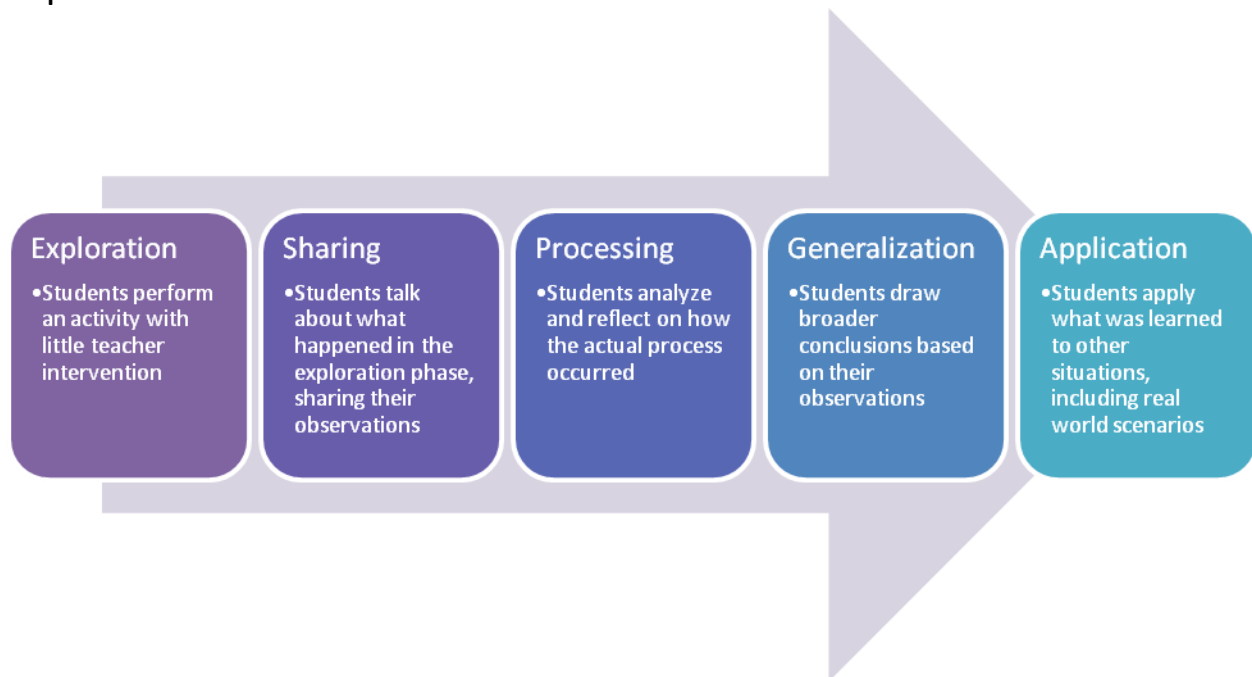 Exploration
•Students perform
an activity with
little teacher
intervention
Sharing
•Students talk
about what
happened in the
exploration phase,
sharing their
observations
Processing
•Students analyze
and reflect on how
the actual process
occurred
Generalization
•Students draw
broader
conclusions based
on their
observations
Application
•Students apply
what was learned
to other
situations,
including real
world scenarios